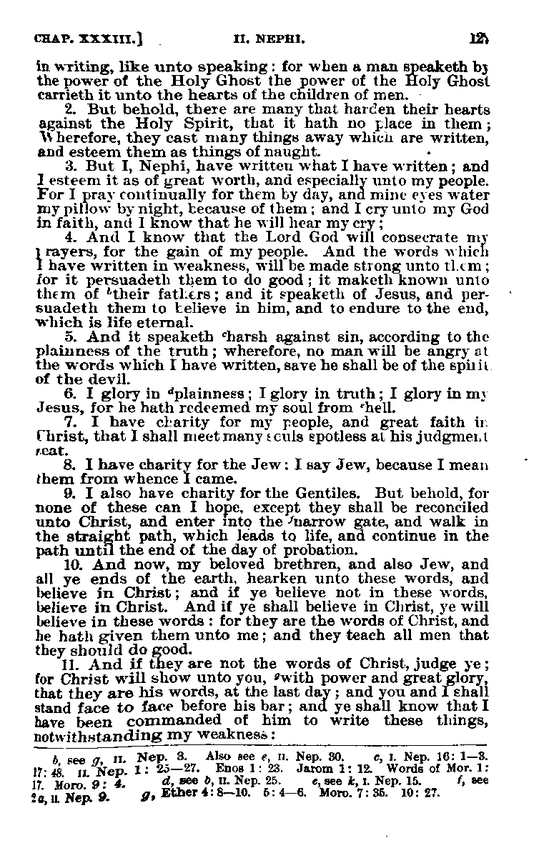 CHAP. XXXIII.] II. NEPHI. 125
in writing, like unto speaking: for when a man speaketh by
the power of the Holy Ghost the power of the Holy Ghost
carrieth it unto the hearts of the children of men.
2. But behold, there are many that harden their hearts
against the Holy Spirit, that it hath no place in them;
Wherefore, they cast many things away which are written,
and esteem them as things of naught.
3. But I, Nephi, have written what I have written; and
I esteem it as of great worth, and especially unto my people.
For I pray continually for them by day, and mine eyes water
my pillow by night, because of them; and I cry unto my God
in faith, and I know that he will hear my cry;
4. And I know that the Lord God will consecrate my
prayers, for the gain of my people. And the words which
I have written in weakness, will be made strong unto them;
for it persuadeth them to do good; it maketh known unto
them of ᵇtheir fathers; and it speaketh of Jesus, and per-
suadeth them to believe in him, and to endure to the end,
which is life eternal.
5. And it speaketh ᶜharsh against sin, according to the
plainness of the truth; wherefore, no man will be angry at
the words which I have written, save he shall be of the spirit
of the devil.
6. I glory in ᵈplainness; I glory in truth; I glory in my
Jesus, for he hath redeemed my soul from ᵉhell.
7. I have charity for my people, and great faith in
Christ, that I shall meet many souls spotless at his judgment
seat.
8. I have charity for the Jew: I say Jew, because I mean
them from whence I came.
9. I also have charity for the Gentiles. But behold, for
none of these can I hope, except they shall be reconciled
unto Christ, and enter into the ᶠnarrow gate, and walk in
the straight path, which leads to life, and continue in the
path until the end of the day of probation.
10. And now, my beloved brethren, and also Jew, and
all ye ends of the earth, hearken unto these words, and
believe in Christ; and if ye believe not in these words,
believe in Christ. And if ye shall believe in Christ, ye will
believe in these words: for they are the words of Christ, and
he hath given them unto me; and they teach all men that
they should do good.
11. And if they are not the words of Christ, judge ye;
for Christ will show unto you, ᵍwith power and great glory,
that they are his words, at the last day; and you and I shall
stand face to face before his bar; and ye shall know that I
have been commanded of him to write these things,
notwithstanding my weakness:
b, see g, II. Nep. 3. Also see e, II. Nep. 30. c, I. Nep. 16: 1—3.
17: 48. II. Nep. 1: 25—27. Enos 1: 23. Jarom 1: 12. Words of Mor. 1:
17. Moro. 9: 4. d, see b, II. Nep. 25. e, see k, I. Nep. 15. f, see
2a, II. Nep. 9. g, Ether 4: 8—10. 5: 4—6. Moro. 7: 35. 10: 27.